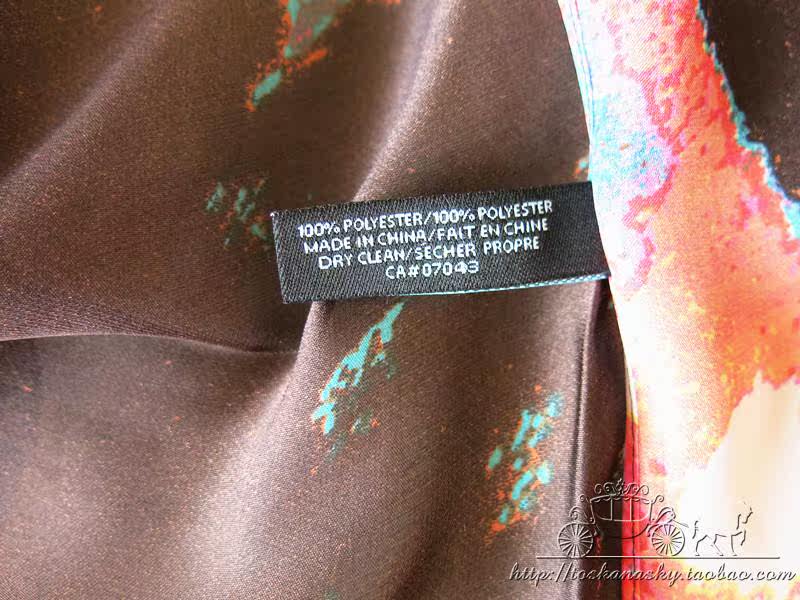 100% POLYESTER/100% POLYESTER
MADE IN CHINA/FAIT EN CHINE
DRY CLEAN/SECHER PROPRE
CA#07043
http://toskanasky.taobao.com